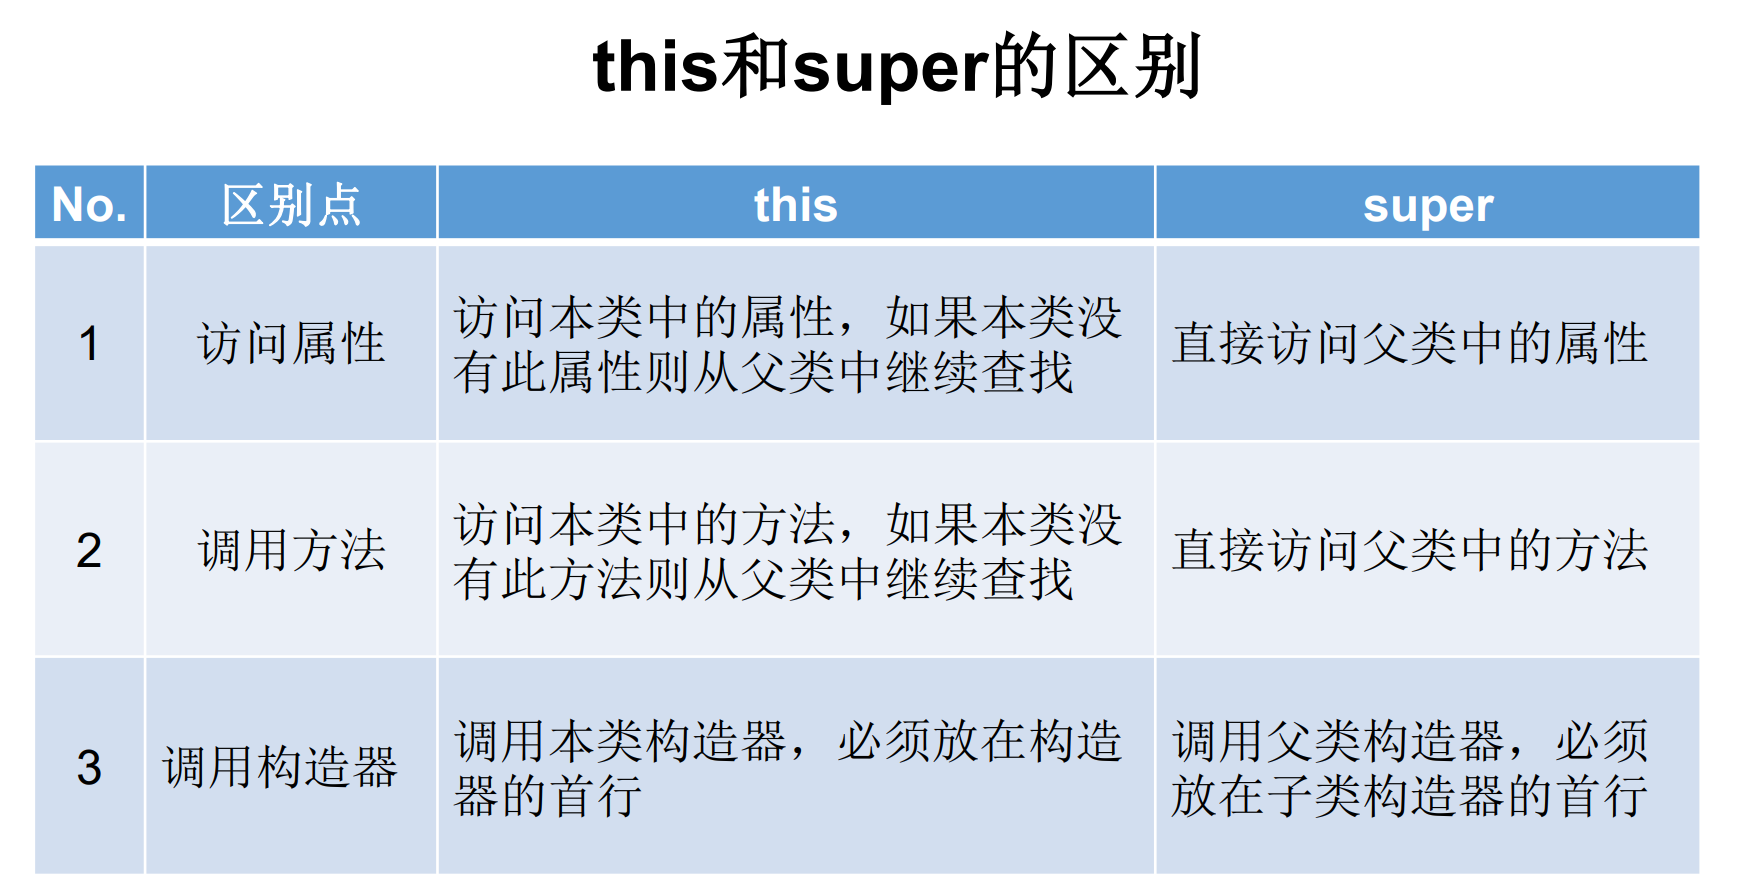 this和super的区别
No.
区别点
this
super
1
访问属性
访问本类中的属性，如果本类没
有此属性则从父类中继续查找
直接访问父类中的属性
2
调用方法
访问本类中的方法，如果本类没
有此方法则从父类中继续查找
直接访问父类中的方法
3
调用构造器
调用本类构造器，必须放在构造
器的首行
调用父类构造器，必须
放在子类构造器的首行